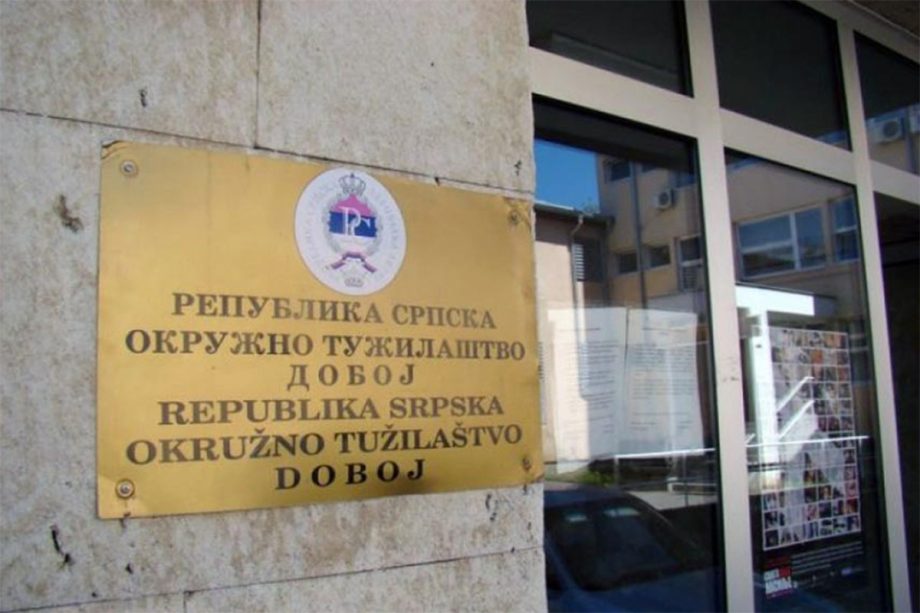 РЕПУБЛИКА СРПСКА
ОКРУЖНО ТУЖИЛАШТВО
ДОБОЈ
REPUBLIKA SRPSKA
OKRUŽNO TUŽILAŠTVO
DOBOJ